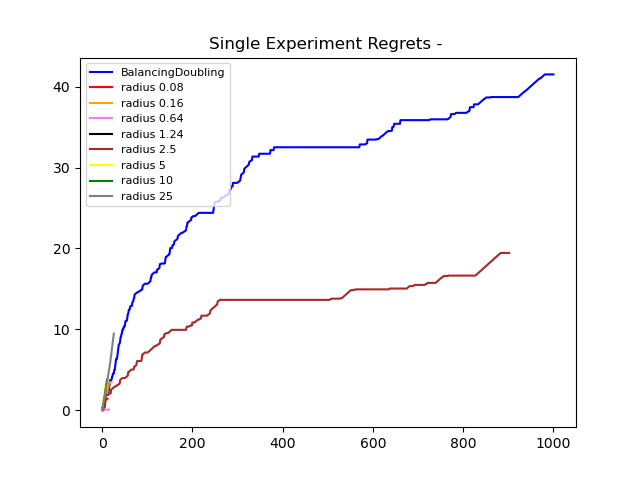 Single Experiment Regrets -
BalancingDoubling
radius 0.08
radius 0.16
radius 0.64
radius 1.24
radius 2.5
radius 5
radius 10
radius 25
40
30
20
10
0
0 200 400 600 800 1000